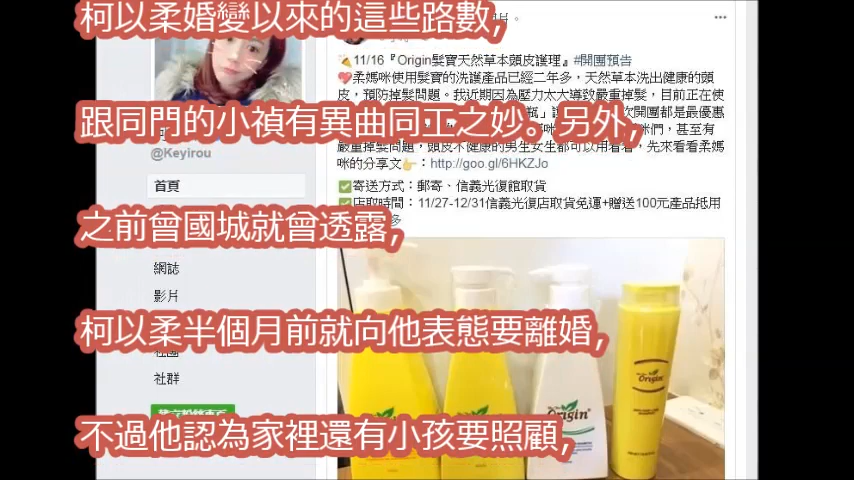 柯以柔婚變以來的這些路數,
🎉11/16『Origin髮寶天然草本頭皮護理』#開團預告
💖柔媽咪使用髮寶的洗護產品已經二年多，天然草本洗出健康的頭
皮，預防掉髮問題。我近期因為壓力太大導致嚴重掉髮，目前正在使
跟同門的小禎有異曲同工之妙。另外,
嚴重掉髮問題，頭皮不健康的男生女生都可以用看看，先來看看柔媽
咪的分享文👉：http://goo.gl/6HKZJo
@Keyirou
首頁
✅寄送方式：郵寄、信義光復館取貨
✅店取時間：11/27-12/31信義光復店取貨免運+贈送100元產品抵用
之前曾國城就曾透露,
網誌
影片
柯以柔半個月前就向他表態要離婚,
社團
社群
Origin
Origin
不過他認為家裡還有小孩要照顧,